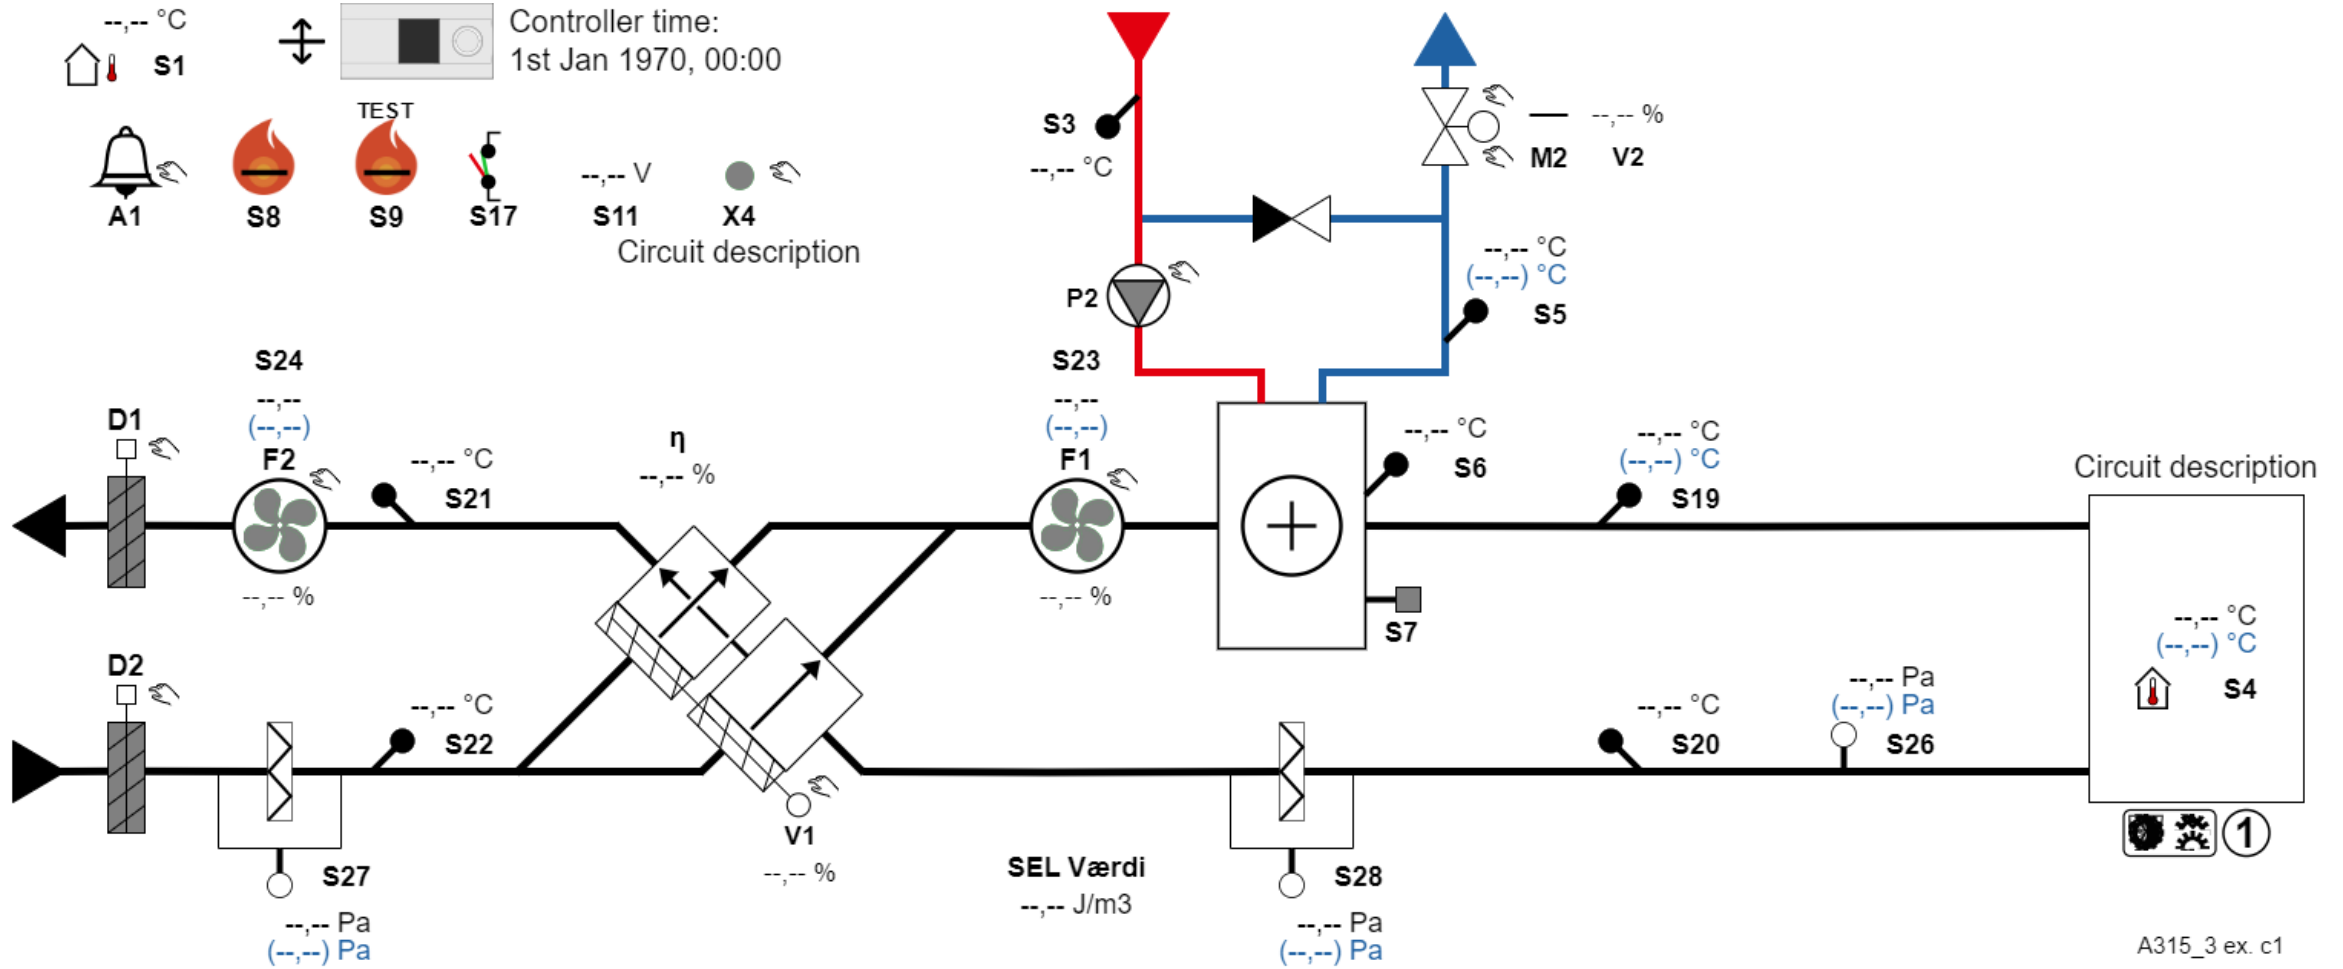 --,-- °C
S1
Controller time:
1st Jan 1970, 00:00
TEST
A1
S8
S9
S17
--,-- V
S11
X4
Circuit description
S3
--,-- °C
--,-- %
M2
V2
--,-- °C
(--,--) °C
S5
P2
S24
--,--
(--,--)
F2
--,-- %
D1
--,-- °C
S21
η
--,-- %
S23
--,--
(--,--)
F1
--,-- %
--,-- °C
S6
S7
--,-- °C
(--,--) °C
S19
Circuit description
--,-- °C
(--,--) °C
S4
1
D2
--,-- °C
S22
S27
--,-- Pa
(--,--) Pa
V1
--,-- %
SEL Værdi
--,-- J/m3
S28
--,-- Pa
(--,--) Pa
--,-- °C
S20
--,-- Pa
(--,--) Pa
S26
A315_3 ex. c1